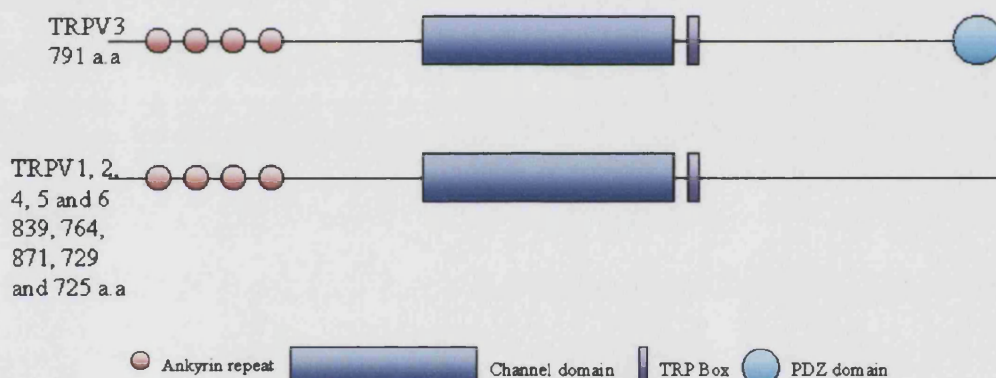 TRPV3
791 a.a
TRPV1, 2,
4, 5 and 6
839, 764,
871, 729
and 725 a.a
Ankyrin repeat
Channel domain
TRP Box
PDZ domain